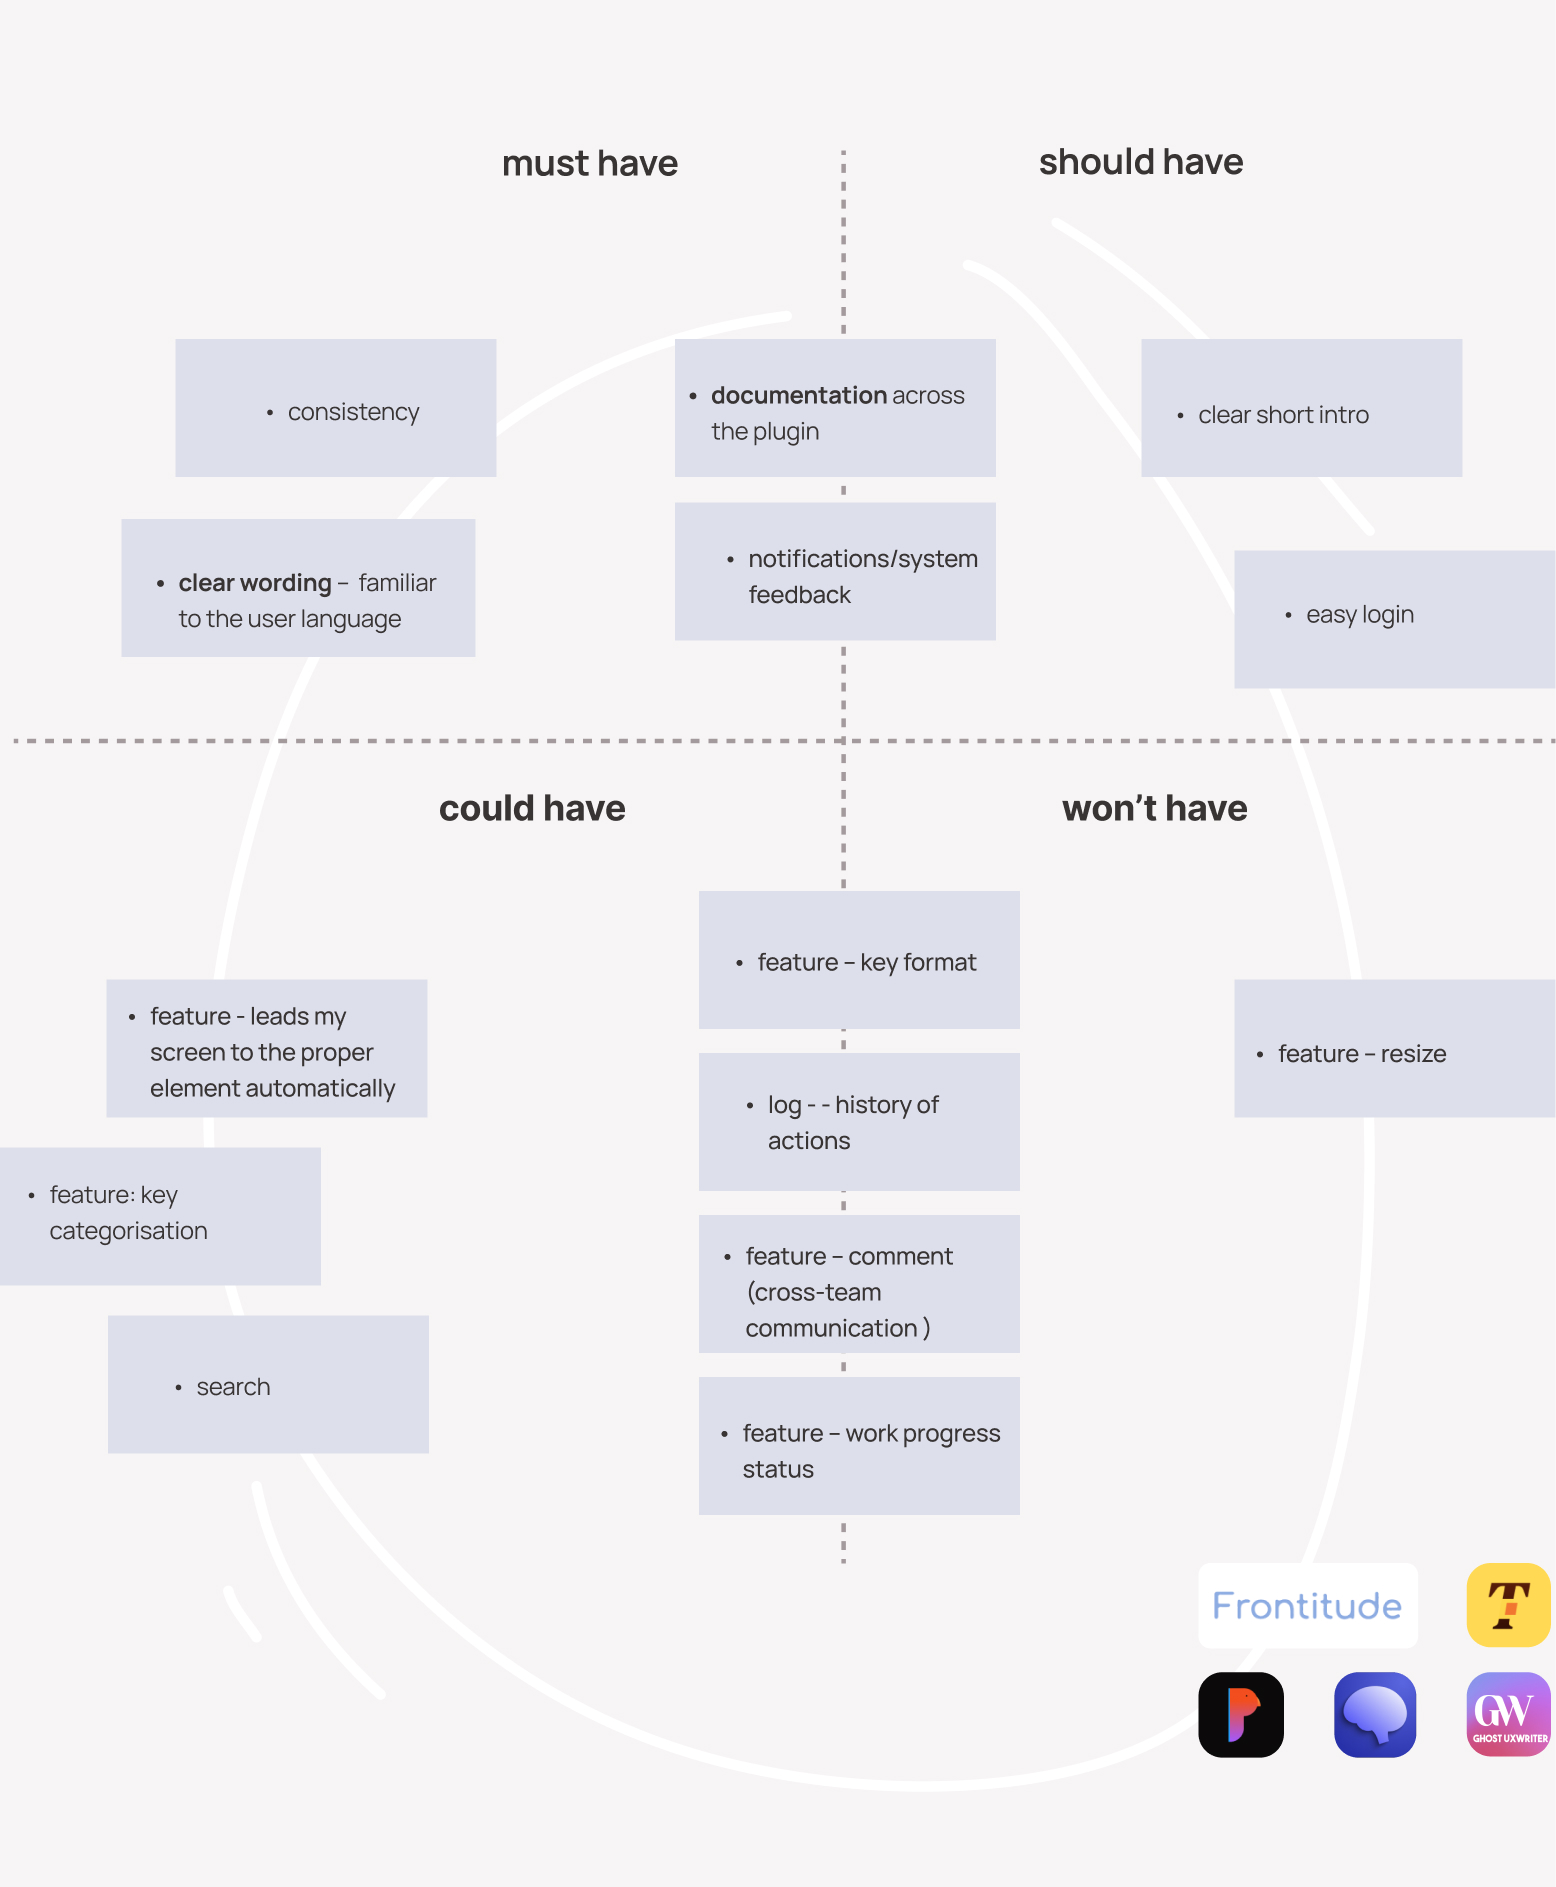 must have
should have
• consistency
• documentation across
the plugin
• clear short intro
• clear wording – familiar
to the user language
• notifications/system
feedback
• easy login
could have
won’t have
• feature – key format
• feature - leads my
screen to the proper
element automatically
• feature – resize
• log - - history of
actions
• feature: key
categorisation
• feature – comment
(cross-team
communication )
• search
• feature – work progress
status
Frontitude
T
P
GW
GHOST UXWRITER